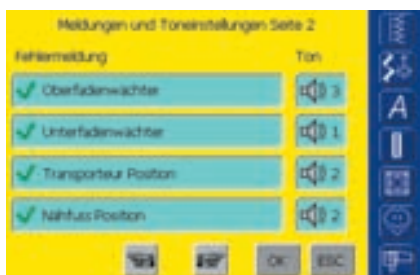 Meldungen und Toneinstellungen Seite 2
Fehlermeldung Ton
Oberfadenwächter 3
Unterfadenwächter 1
Transporteur Position 2
Nähfuss Position 2
OK ESC
A